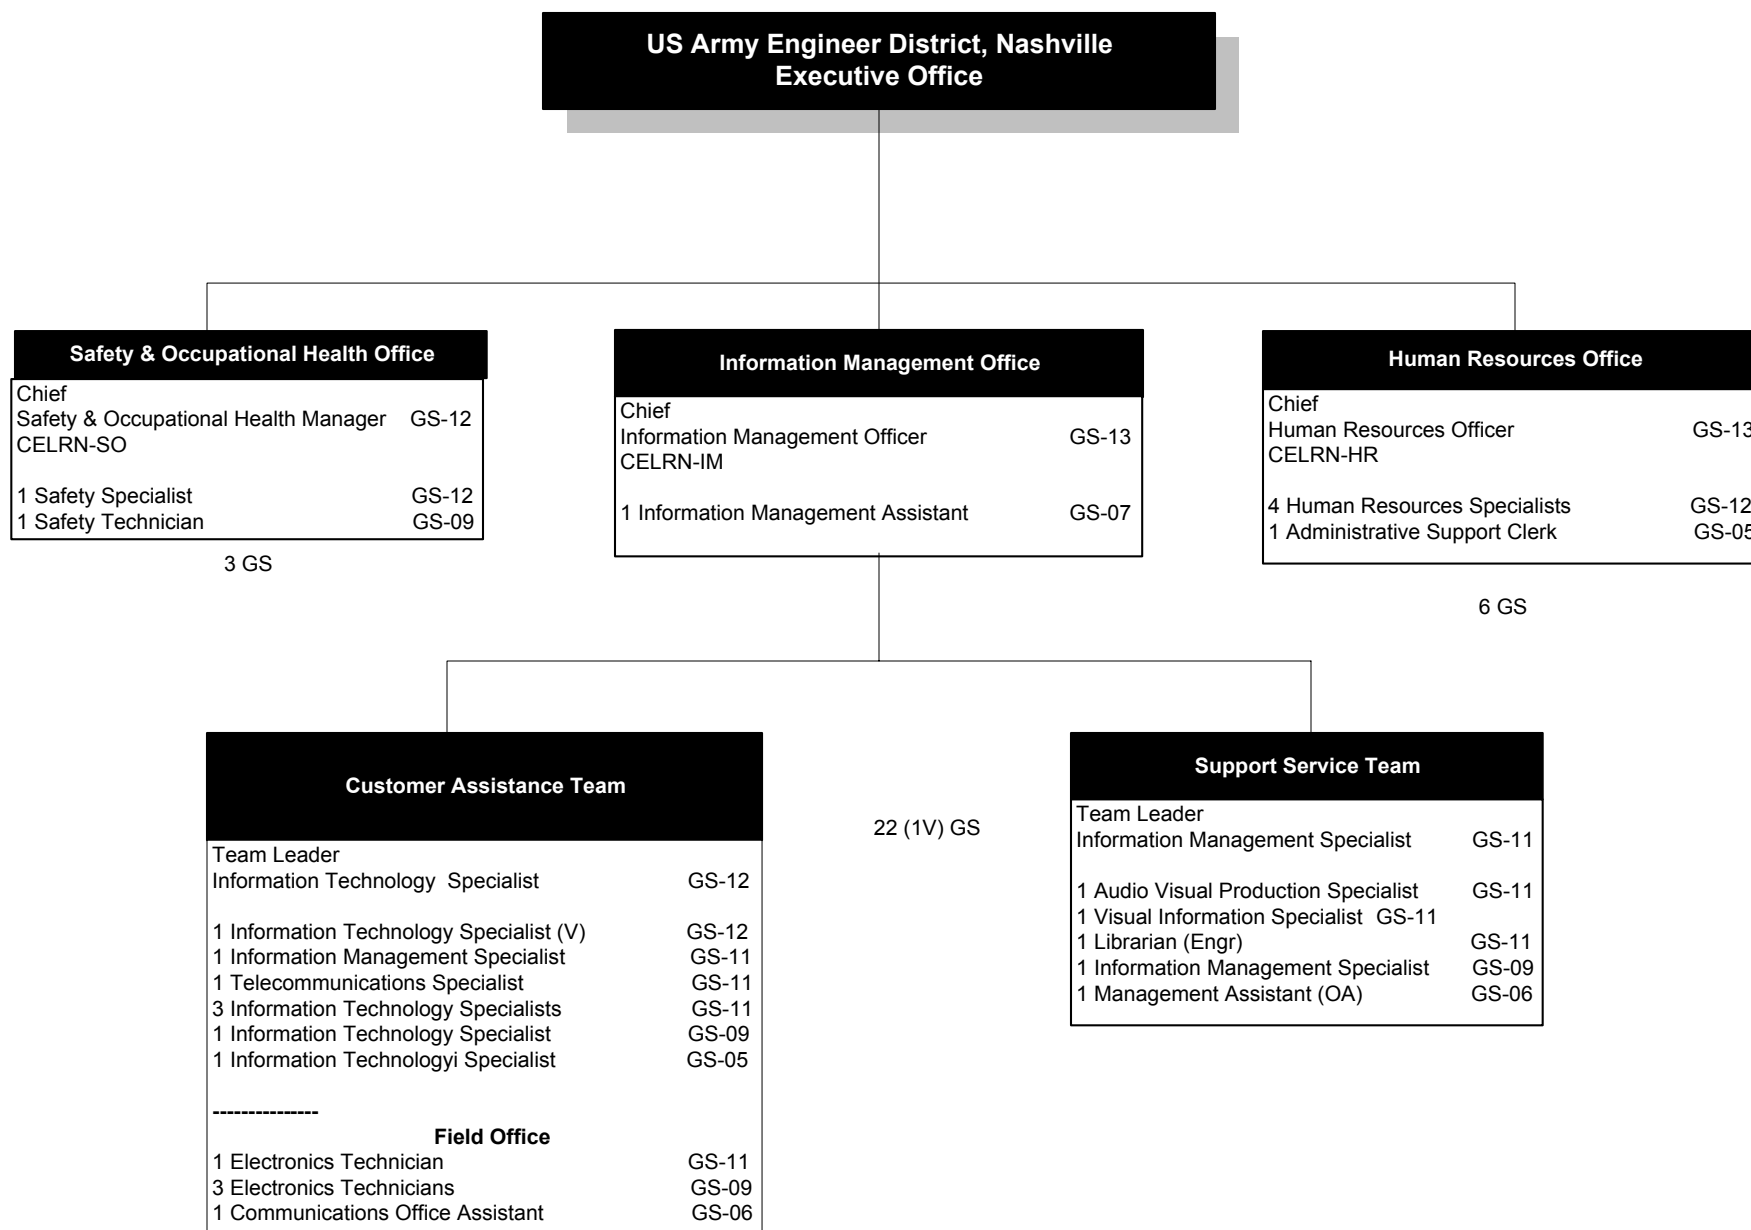 US Army Engineer District, Nashville
Executive Office
Safety & Occupational Health Office
Chief
Safety & Occupational Health Manager GS-12
CELRN-SO
1 Safety Specialist GS-12
1 Safety Technician GS-09
3 GS
Information Management Office
Chief
Information Management Officer GS-13
CELRN-IM
1 Information Management Assistant GS-07
Human Resources Office
Chief
Human Resources Officer GS-13
CELRN-HR
4 Human Resources Specialists GS-12
1 Administrative Support Clerk GS-05
6 GS
Customer Assistance Team
Team Leader
Information Technology Specialist GS-12
1 Information Technology Specialist (V) GS-12
1 Information Management Specialist GS-11
1 Telecommunications Specialist GS-11
3 Information Technology Specialists GS-11
1 Information Technology Specialist GS-09
1 Information Technologyi Specialist GS-05
---------------
Field Office
1 Electronics Technician GS-11
3 Electronics Technicians GS-09
1 Communications Office Assistant GS-06
22 (1V) GS
Support Service Team
Team Leader
Information Management Specialist GS-11
1 Audio Visual Production Specialist GS-11
1 Visual Information Specialist GS-11
1 Librarian (Engr) GS-11
1 Information Management Specialist GS-09
1 Management Assistant (OA) GS-06